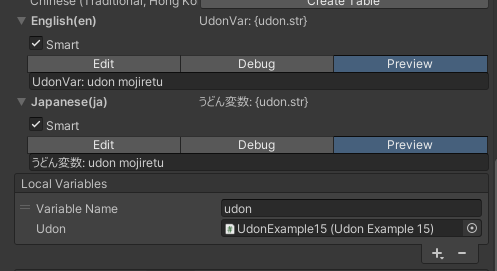 Chinese (Traditional, Hong Ko Create Table
English(en) UdonVar: {udon.str}
Smart
Edit Debug Preview
UdonVar: udon mojiretu
Japanese(ja) うどん変数: {udon.str}
Smart
Edit Debug Preview
うどん変数: udon mojiretu
Local Variables
Variable Name udon
Udon UdonExample15 (Udon Example 15)